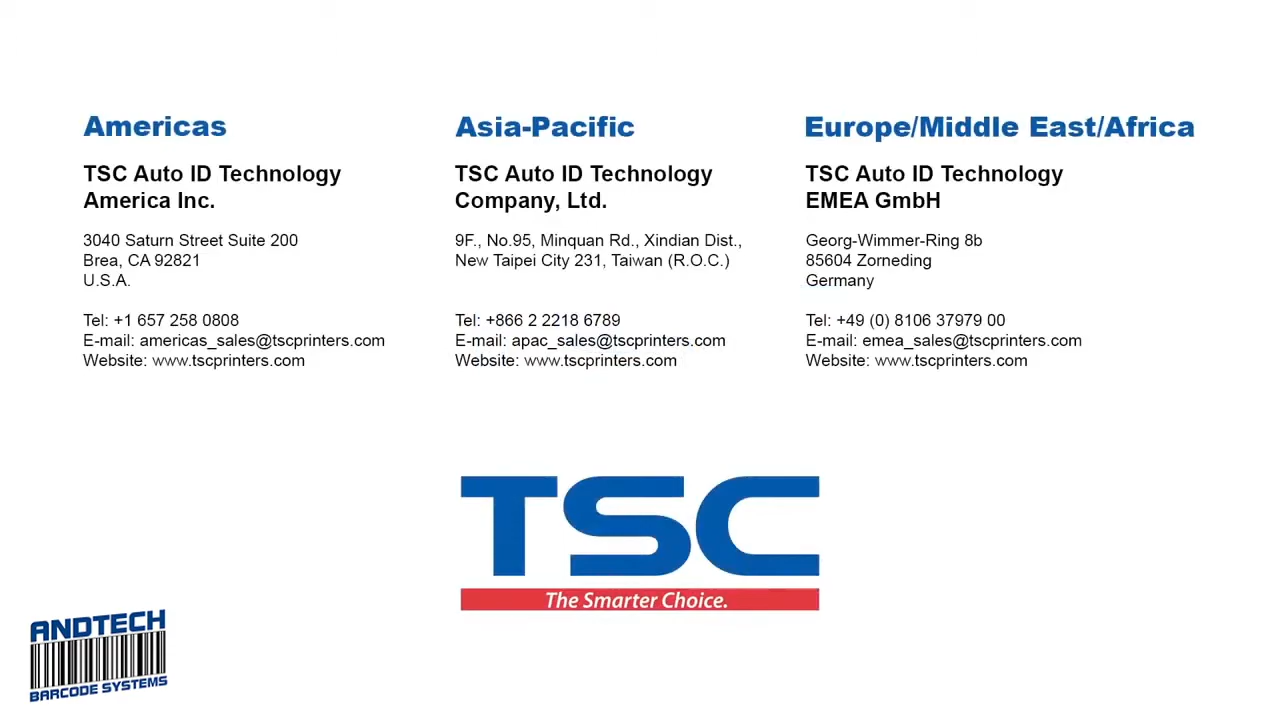 Americas
TSC Auto ID Technology
America Inc.
3040 Saturn Street Suite 200
Brea, CA 92821
U.S.A.
Tel: +1 657 258 0808
E-mail: americas_sales@tscprinters.com
Website: www.tscprinters.com
Asia-Pacific
TSC Auto ID Technology
Company, Ltd.
9F., No.95, Minquan Rd., Xindian Dist.,
New Taipei City 231, Taiwan (R.O.C.)
Tel: +866 2 2218 6789
E-mail: apac_sales@tscprinters.com
Website: www.tscprinters.com
Europe/Middle East/Africa
TSC Auto ID Technology
EMEA GmbH
Georg-Wimmer-Ring 8b
85604 Zorneding
Germany
Tel: +49 (0) 8106 37979 00
E-mail: emea_sales@tscprinters.com
Website: www.tscprinters.com
TSC
The Smarter Choice.
ANDTECH
BARCODE SYSTEMS